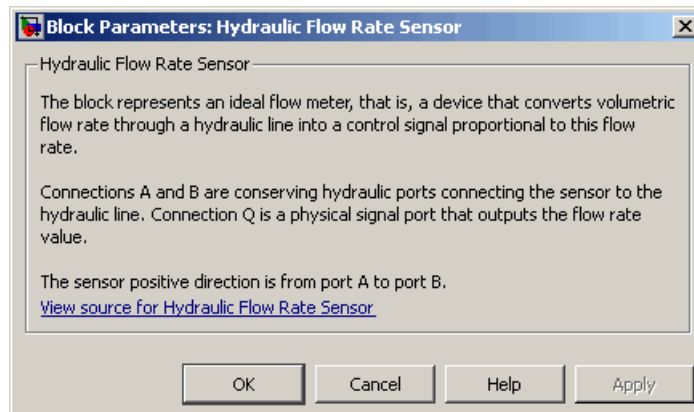 Block Parameters: Hydraulic Flow Rate Sensor
Hydraulic Flow Rate Sensor
The block represents an ideal flow meter, that is, a device that converts volumetric
flow rate through a hydraulic line into a control signal proportional to this flow
rate.
Connections A and B are conserving hydraulic ports connecting the sensor to the
hydraulic line. Connection Q is a physical signal port that outputs the flow rate
value.
The sensor positive direction is from port A to port B.
View source for Hydraulic Flow Rate Sensor
OK Cancel Help Apply